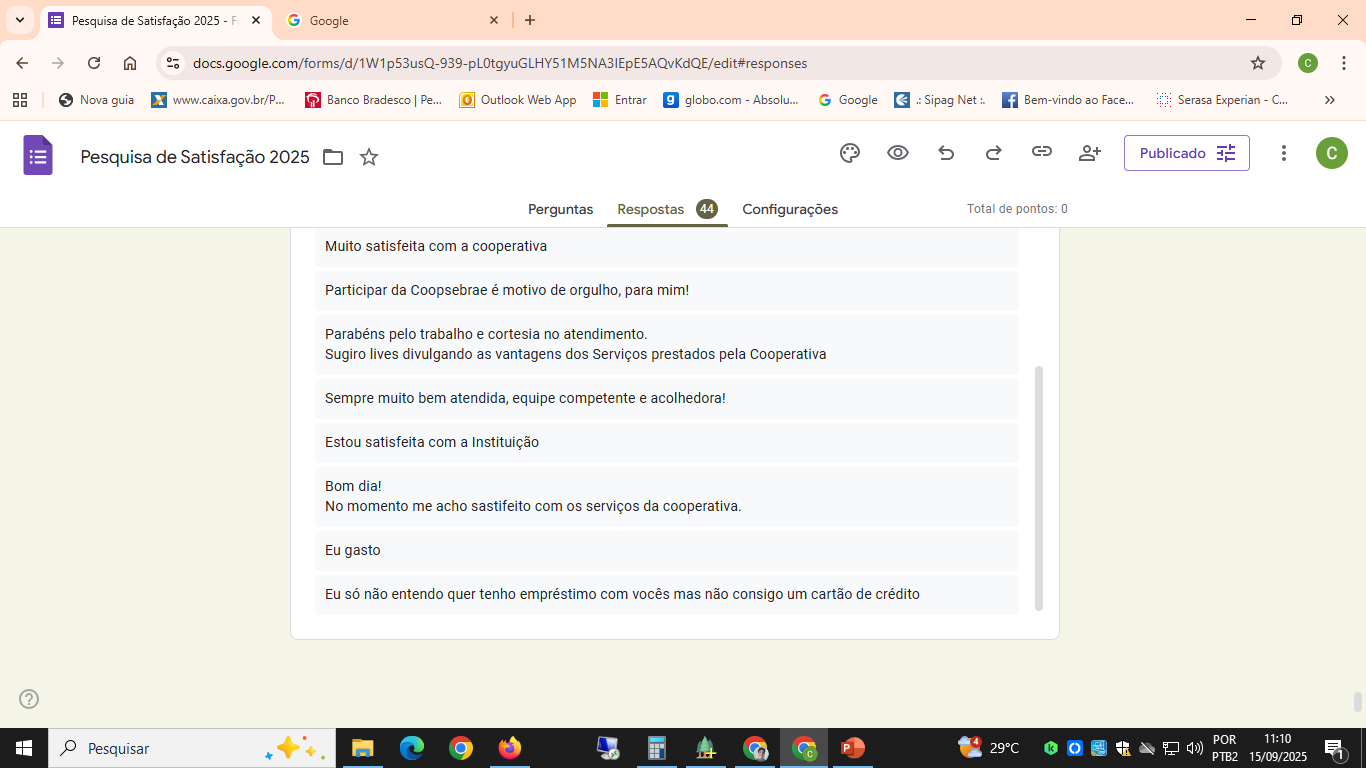 Pesquisa de Satisfação 2025 - F
Google
docs.google.com/forms/d/1W1p53usQ-939-pL0tgyuGLHY51M5NA3IEpE5AQvKdQE/edit#responses
C
Nova guia
www.caixa.gov.br/P...
Banco Bradesco | Pe...
Outlook Web App
Entrar
globo.com - Absolu...
Google
.: Sipag Net :.
Bem-vindo ao Face...
Serasa Experian - C...
Pesquisa de Satisfação 2025
Publicado
C
Perguntas
Respostas 44
Configurações
Total de pontos: 0
Muito satisfeita com a cooperativa
Participar da Coopsebrae é motivo de orgulho, para mim!
Parabéns pelo trabalho e cortesia no atendimento.
Sugiro lives divulgando as vantagens dos Serviços prestados pela Cooperativa
Sempre muito bem atendida, equipe competente e acolhedora!
Estou satisfeita com a Instituição
Bom dia!
No momento me acho sastifeito com os serviços da cooperativa.
Eu gasto
Eu só não entendo quer tenho empréstimo com vocês mas não consigo um cartão de crédito
Pesquisar
4
29°C
POR
PTB2
11:10
15/09/2025
1